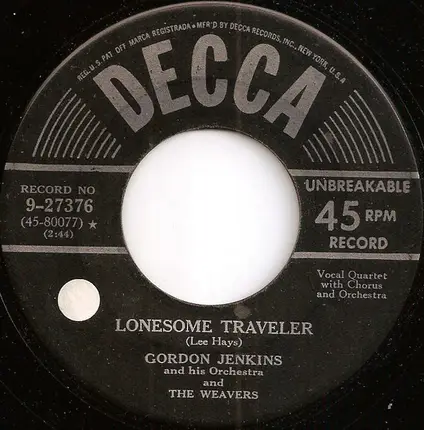 REG. U.S. PAT. OFF. MARCA REGISTRADA ★ MF'R'D BY DECCA RECORDS, INC., NEW YORK, U.S.A.
DECCA
RECORD NO
9-27376
(45-80077) ★
(2:44)
UNBREAKABLE
45 RPM
RECORD
Vocal Quartet
with Chorus
and Orchestra
LONESOME TRAVELER
(Lee Hays)
GORDON JENKINS
and his Orchestra
and
THE WEAVERS